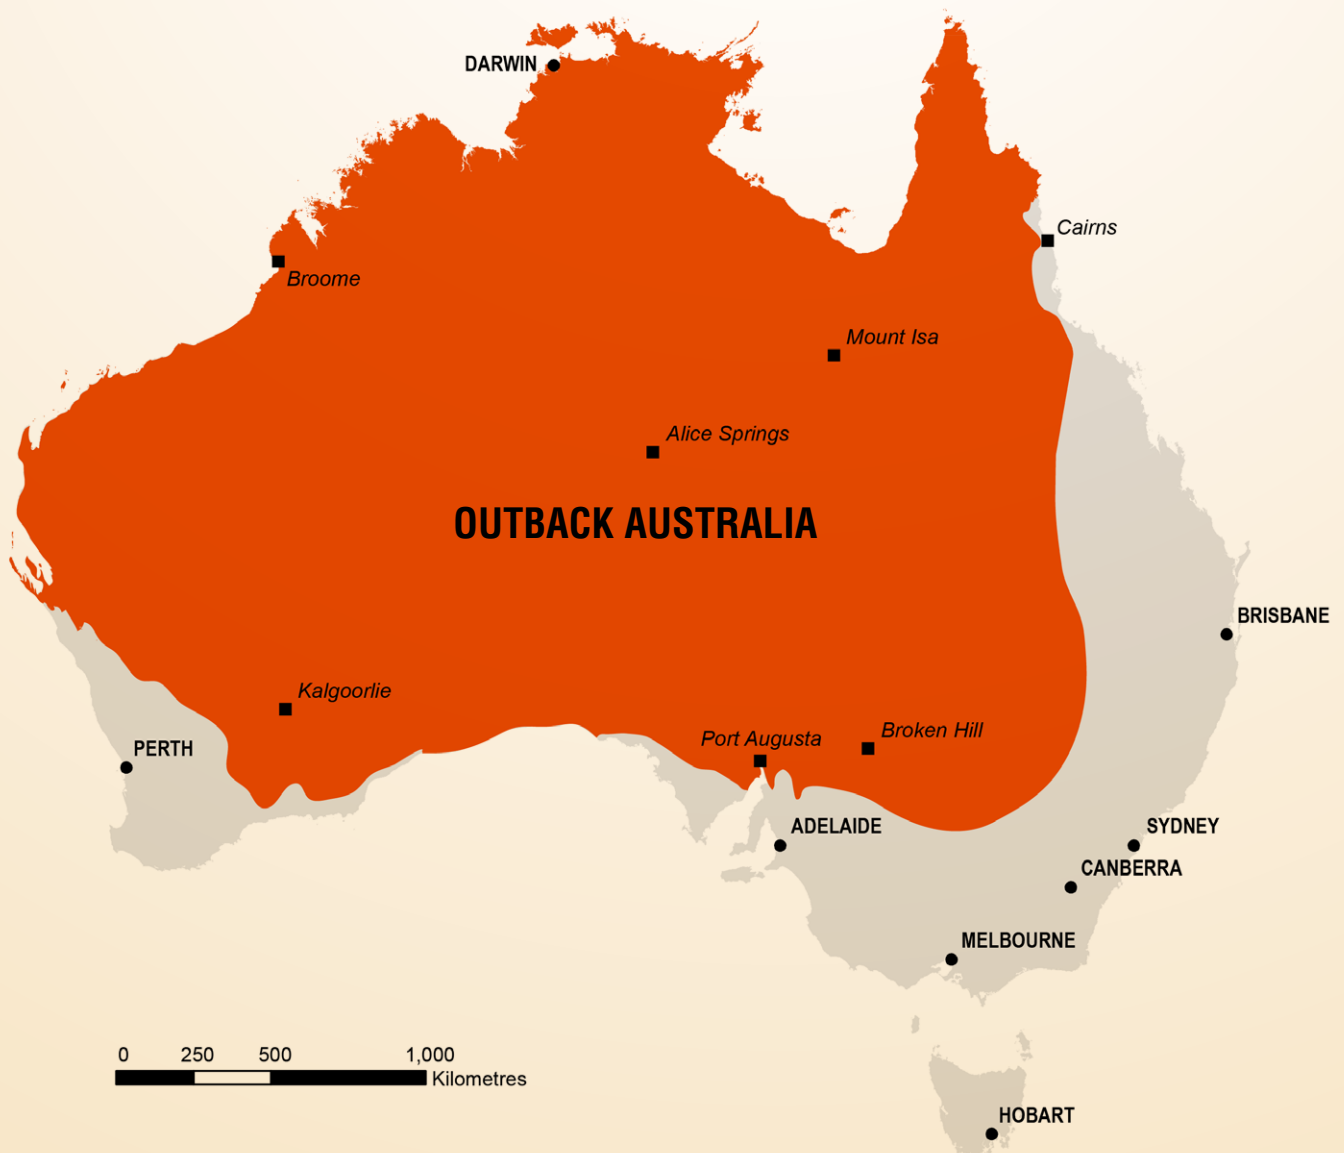 DARWIN
Cairns
Broome
Mount Isa
Alice Springs
OUTBACK AUSTRALIA
BRISBANE
Kalgoorlie
Broken Hill
Port Augusta
PERTH
ADELAIDE
SYDNEY
CANBERRA
MELBOURNE
0 250 500 1,000
Kilometres
HOBART